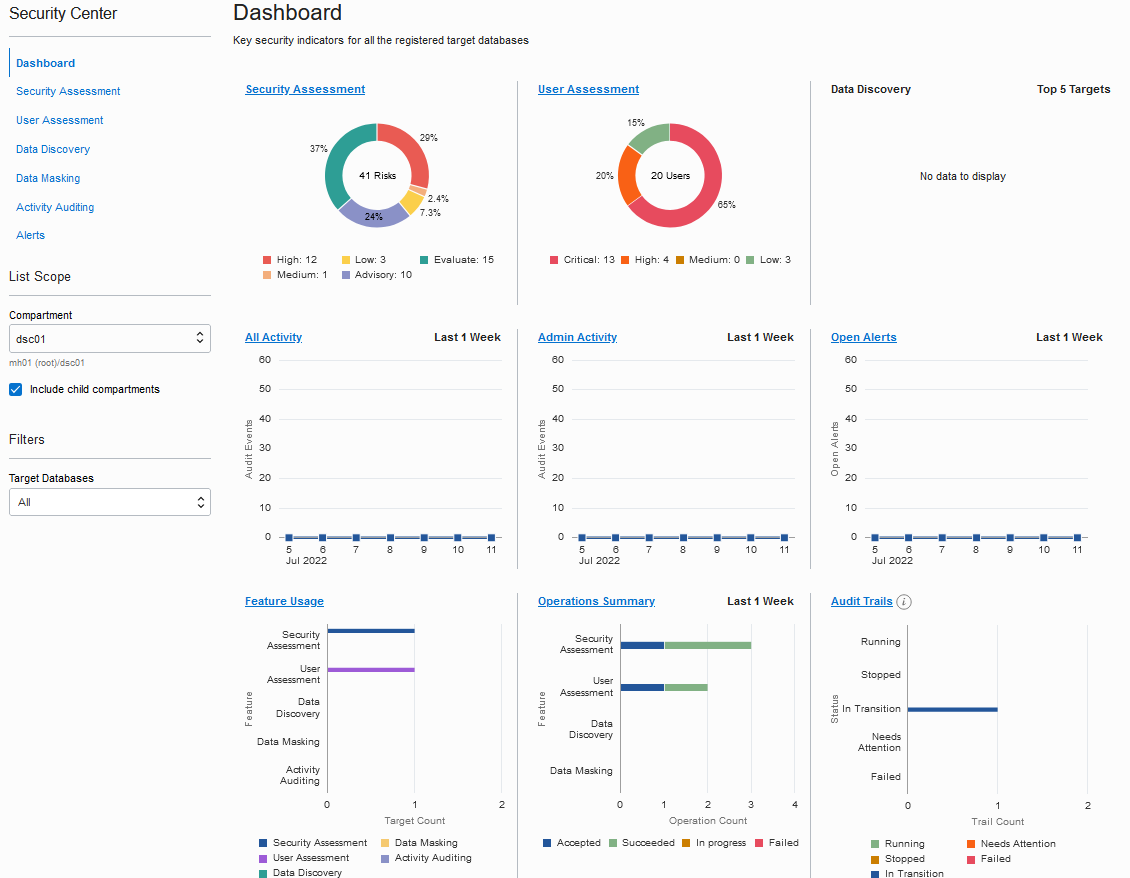 Security Center
Dashboard
Security Assessment
User Assessment
Data Discovery
Data Masking
Activity Auditing
Alerts
List Scope
Compartment
dsc01
mh01 (root)/dsc01
Include child compartments
Filters
Target Databases
All
Dashboard
Key security indicators for all the registered target databases
Security Assessment
29%
2.4%
7.3%
24%
37%
41 Risks
High: 12
Low: 3
Evaluate: 15
Medium: 1
Advisory: 10
User Assessment
15%
20%
65%
20 Users
Critical: 13
High: 4
Medium: 0
Low: 3
Data Discovery
Top 5 Targets
No data to display
All Activity
Last 1 Week
60
50
40
30
20
10
0
Audit Events
5 6 7 8 9 10 11
Jul 2022
Admin Activity
Last 1 Week
60
50
40
30
20
10
0
Audit Events
5 6 7 8 9 10 11
Jul 2022
Open Alerts
Last 1 Week
60
50
40
30
20
10
0
Open Alerts
5 6 7 8 9 10 11
Jul 2022
Feature Usage
Feature
Security
Assessment
User
Assessment
Data
Discovery
Data Masking
Activity
Auditing
0 1 2
Target Count
Security Assessment
Data Masking
User Assessment
Activity Auditing
Data Discovery
Operations Summary
Last 1 Week
Feature
Security
Assessment
User
Assessment
Data
Discovery
Data Masking
0 1 2 3 4
Operation Count
Accepted
Succeeded
In progress
Failed
Audit Trails i
Status
Running
Stopped
In Transition
Needs
Attention
Failed
0 1 2
Trail Count
Running
Needs Attention
Stopped
Failed
In Transition